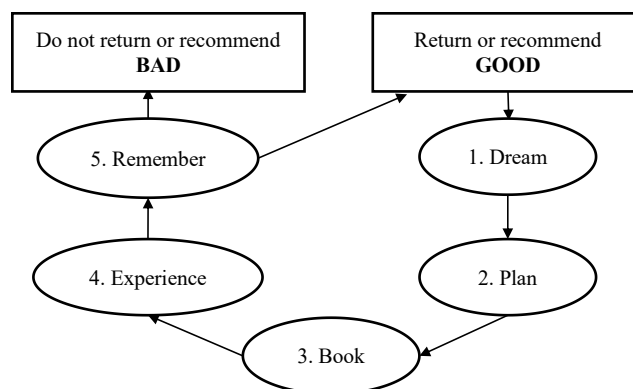 Do not return or recommend
BAD
Return or recommend
GOOD
5. Remember
1. Dream
4. Experience
2. Plan
3. Book